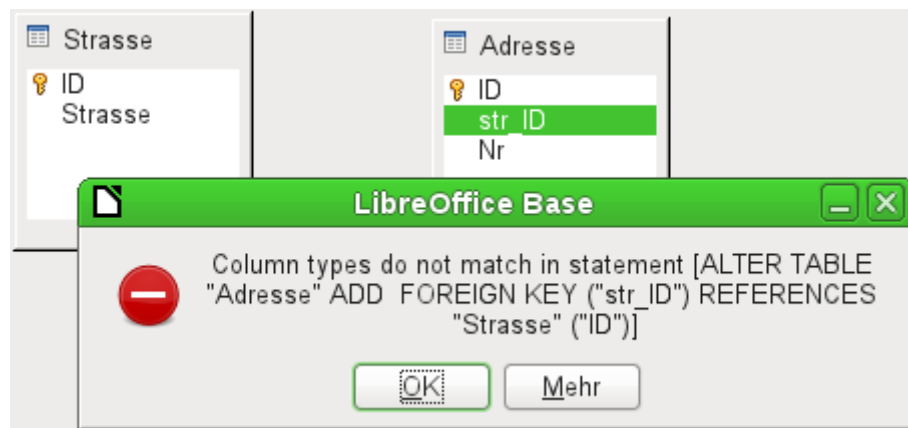 Strasse
ID
Strasse
Adresse
ID
str_ID
Nr
LibreOffice Base
Column types do not match in statement [ALTER TABLE
"Adresse" ADD  FOREIGN KEY ("str_ID") REFERENCES
"Strasse" ("ID")]
OK
Mehr